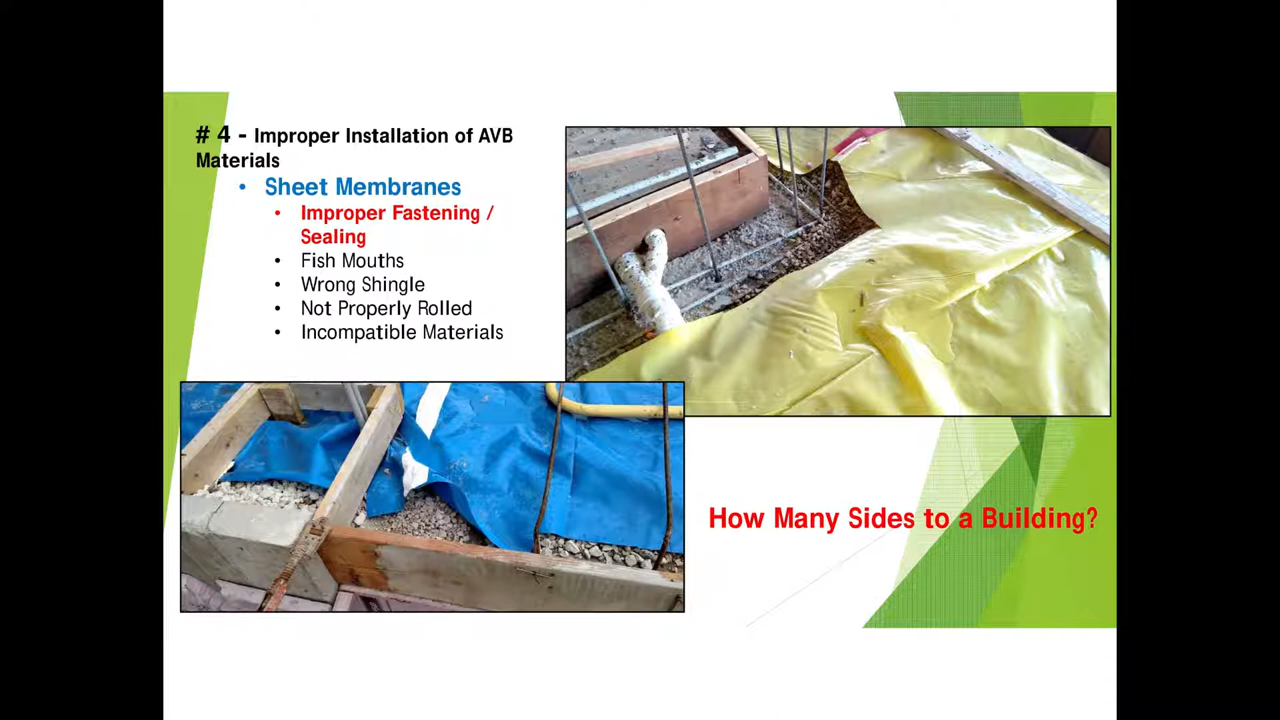 # 4 - Improper Installation of AVB
Materials
• Sheet Membranes
• Improper Fastening /
Sealing
• Fish Mouths
• Wrong Shingle
• Not Properly Rolled
• Incompatible Materials
How Many Sides to a Building?